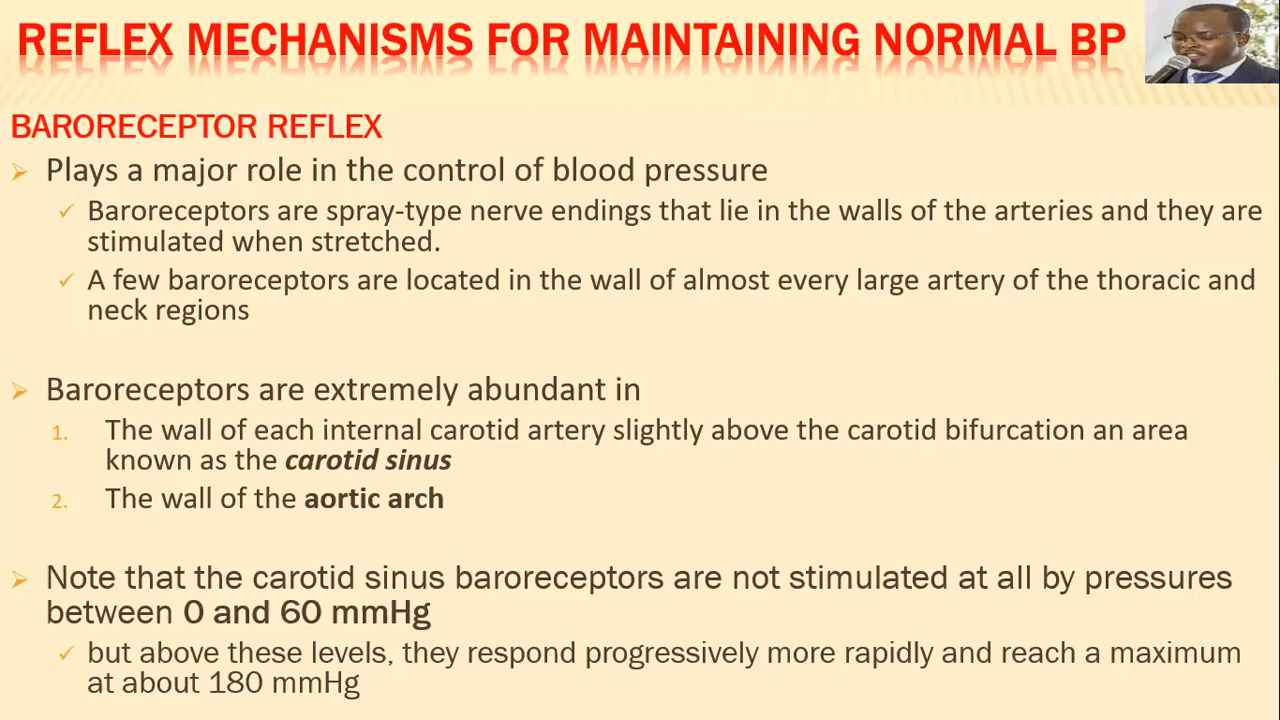 REFLEX MECHANISMS FOR MAINTAINING NORMAL BP
BARORECEPTOR REFLEX
Plays a major role in the control of blood pressure
Baroreceptors are spray-type nerve endings that lie in the walls of the arteries and they are
stimulated when stretched.
A few baroreceptors are located in the wall of almost every large artery of the thoracic and
neck regions
Baroreceptors are extremely abundant in
1. The wall of each internal carotid artery slightly above the carotid bifurcation an area
known as the carotid sinus
2. The wall of the aortic arch
Note that the carotid sinus baroreceptors are not stimulated at all by pressures
between 0 and 60 mmHg
but above these levels, they respond progressively more rapidly and reach a maximum
at about 180 mmHg